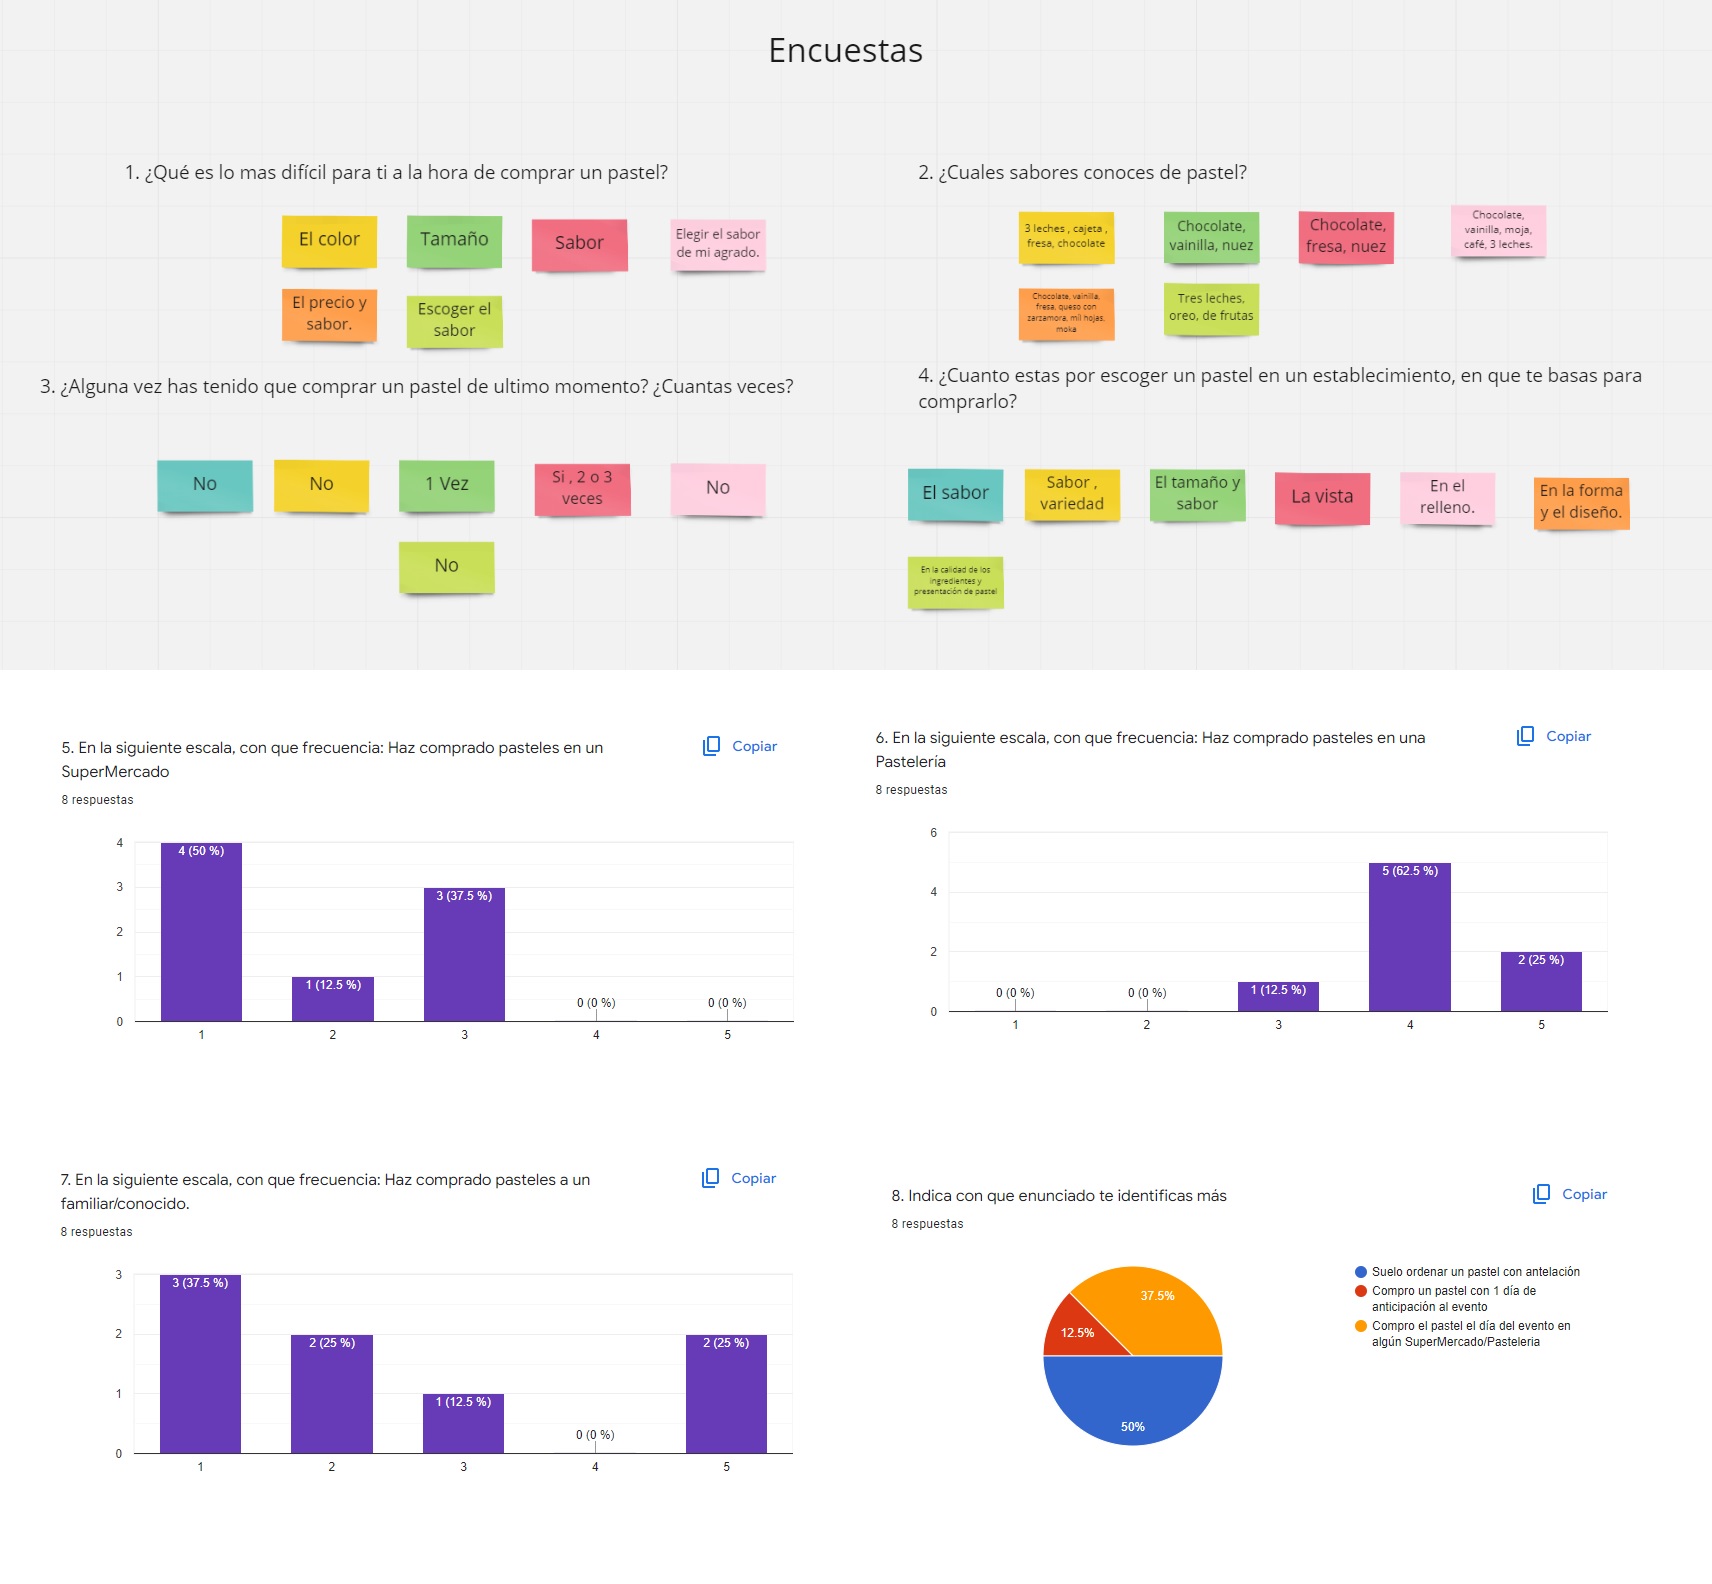 Encuestas
1. ¿Qué es lo mas difícil para ti a la hora de comprar un pastel?
El color
Tamaño
Sabor
Elegir el sabor
de mi agrado.
El precio y
sabor.
Escoger el
sabor
2. ¿Cuales sabores conoces de pastel?
3 leches , cajeta ,
fresa, chocolate
Chocolate,
vainilla, nuez
Chocolate,
fresa, nuez
Chocolate,
vainilla, moja,
café, 3 leches.
Chocolate, vainilla,
fresa, queso con
zarzamora, mil hojas,
moka
Tres leches,
oreo, de frutas
3. ¿Alguna vez has tenido que comprar un pastel de ultimo momento? ¿Cuantas veces?
No
No
1 Vez
Si , 2 o 3
veces
No
No
4. ¿Cuanto estas por escoger un pastel en un establecimiento, en que te basas para
comprarlo?
El sabor
Sabor ,
variedad
El tamaño y
sabor
La vista
En el
relleno.
En la forma
y el diseño.
En la calidad de los
ingredientes y
presentación de pastel
5. En la siguiente escala, con que frecuencia: Haz comprado pasteles en un
SuperMercado
Copiar
8 respuestas
4
3
2
1
0
4 (50 %)
1 (12.5 %)
3 (37.5 %)
0 (0 %)
0 (0 %)
1 2 3 4 5
6. En la siguiente escala, con que frecuencia: Haz comprado pasteles en una
Pastelería
Copiar
8 respuestas
6
4
2
0
0 (0 %)
0 (0 %)
1 (12.5 %)
5 (62.5 %)
2 (25 %)
1 2 3 4 5
7. En la siguiente escala, con que frecuencia: Haz comprado pasteles a un
familiar/conocido.
Copiar
8 respuestas
3
2
1
0
3 (37.5 %)
2 (25 %)
1 (12.5 %)
0 (0 %)
2 (25 %)
1 2 3 4 5
8. Indica con que enunciado te identificas más
Copiar
8 respuestas
37.5%
12.5%
50%
Suelo ordenar un pastel con antelación
Compro un pastel con 1 día de
anticipación al evento
Compro el pastel el día del evento en
algún SuperMercado/Pasteleria